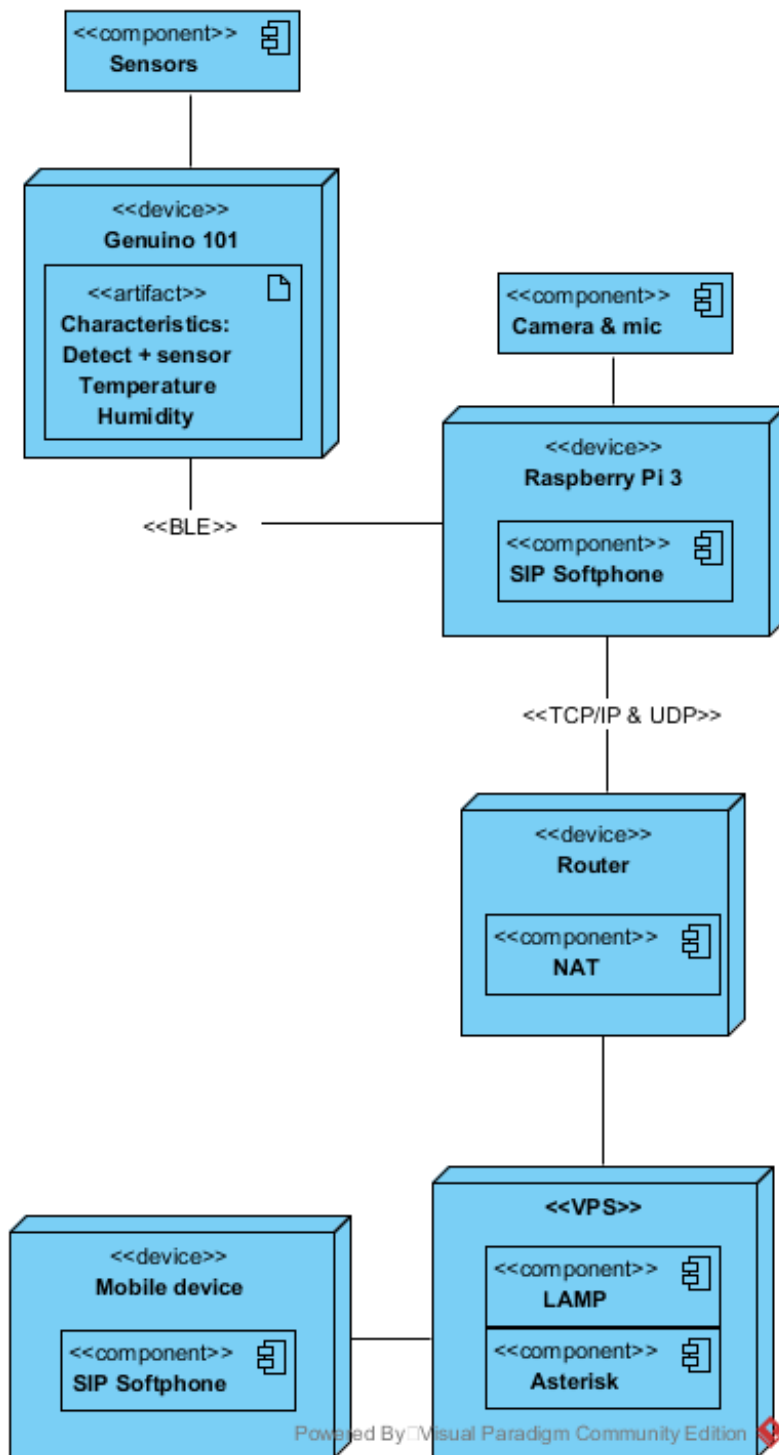 <<component>>
Sensors
<<device>>
Genuino 101
<<artifact>>
Characteristics:
Detect + sensor
Temperature
Humidity
<<component>>
Camera & mic
<<device>>
Raspberry Pi 3
<<component>>
SIP Softphone
<<BLE>>
<<TCP/IP & UDP>>
<<device>>
Router
<<component>>
NAT
<<VPS>>
<<component>>
LAMP
<<component>>
Asterisk
<<device>>
Mobile device
<<component>>
SIP Softphone
Powered By Visual Paradigm Community Edition